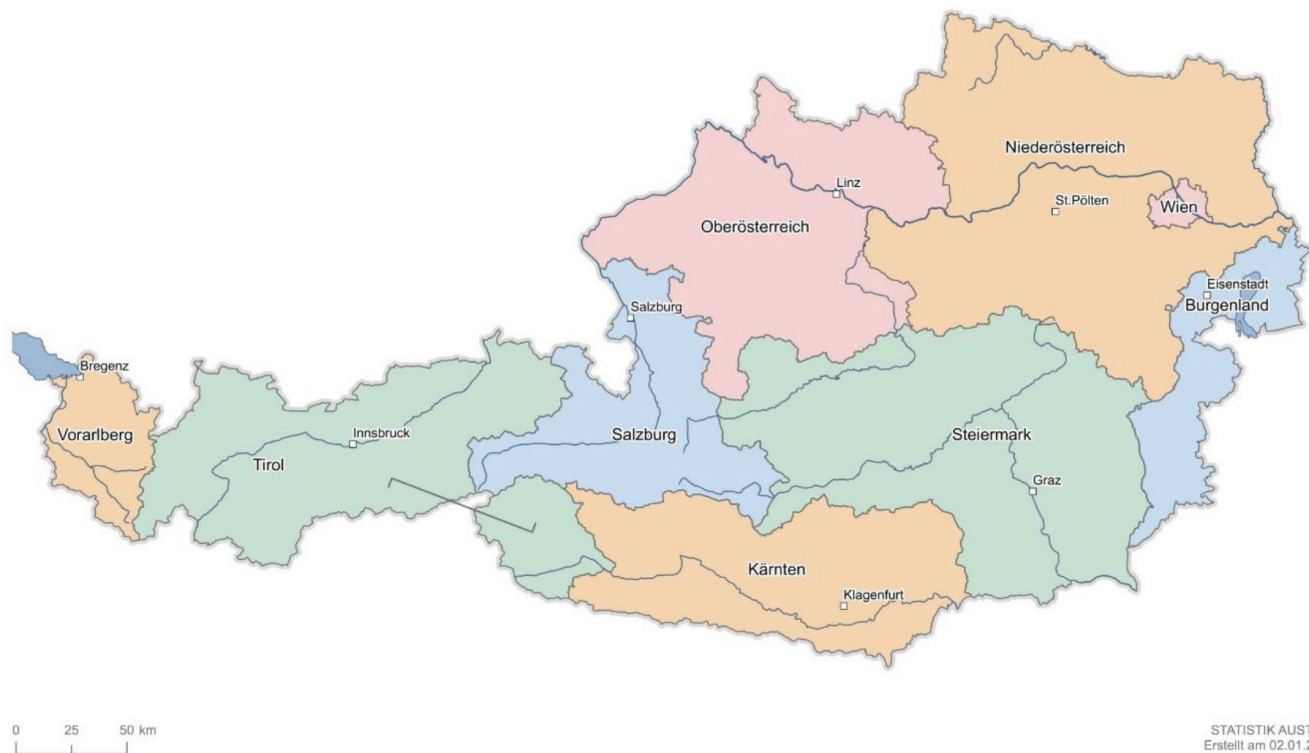 Niederösterreich
Linz
St.Pölten
Wien
Oberösterreich
Eisenstadt
Burgenland
Salzburg
Bregenz
Vorarlberg
Innsbruck
Tirol
Salzburg
Steiermark
Graz
Kärnten
Klagenfurt
0 25 50 km
STATISTIK AUST
Erstellt am 02.01.2